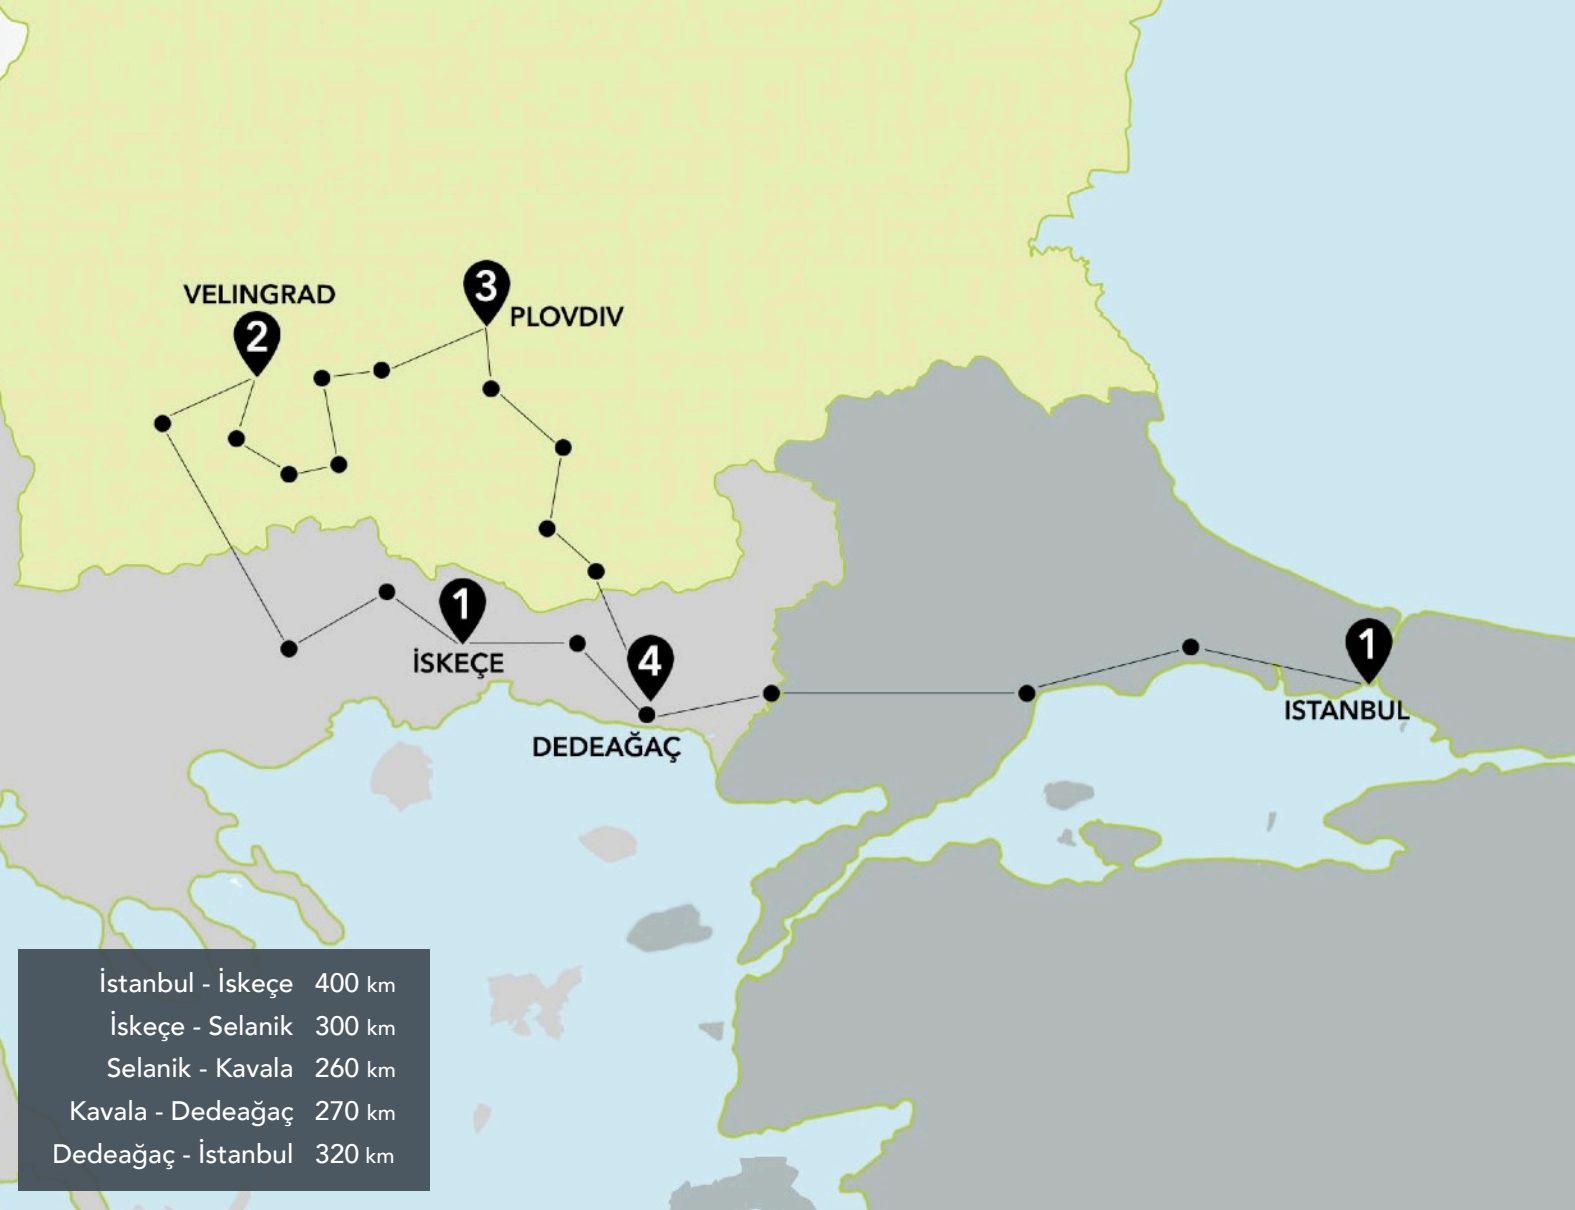 3
VELINGRAD
PLOVDIV
2
1
İSKEÇE
4
1
ISTANBUL
DEDEAĞAÇ
İstanbul - İskeçe 400 km
İskeçe - Selanik 300 km
Selanik - Kavala 260 km
Kavala - Dedeağaç 270 km
Dedeağaç - İstanbul 320 km